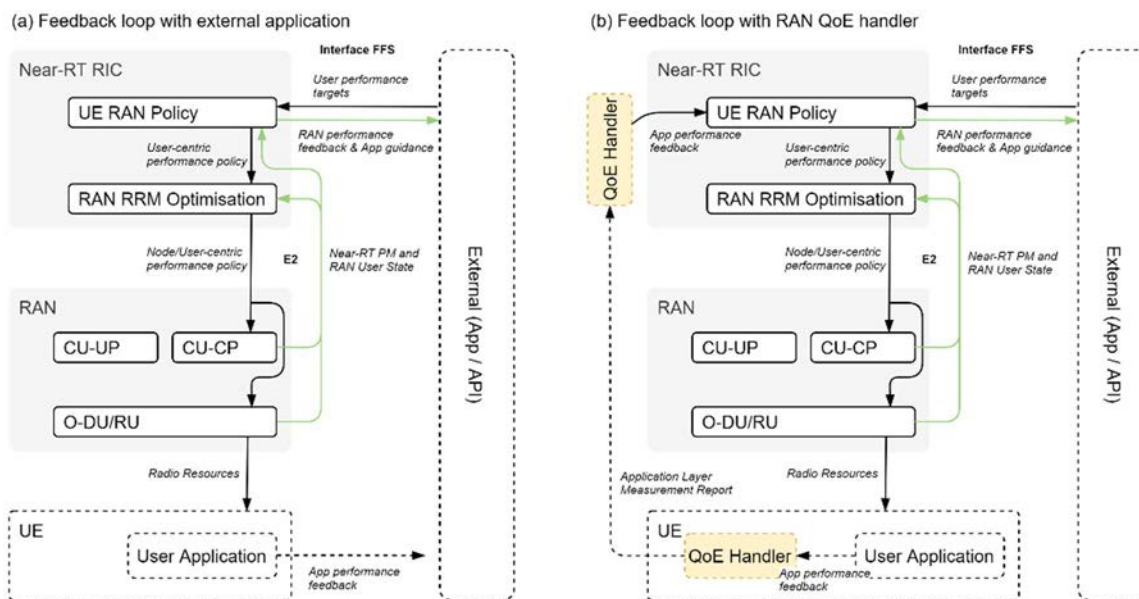 (a) Feedback loop with external application
Interface FFS
Near-RT RIC
User performance
targets
UE RAN Policy
User-centric
performance policy
RAN performance
feedback & App guidance
RAN RRM Optimisation
Node/User-centric
performance policy
E2
Near-RT PM and
RAN User State
RAN
CU-UP
CU-CP
O-DU/RU
Radio Resources
UE
User Application
App performance
feedback
External (App / API)
(b) Feedback loop with RAN QoE handler
Interface FFS
Near-RT RIC
User performance
targets
QoE Handler
UE RAN Policy
App performance
feedback
User-centric
performance policy
RAN performance
feedback & App guidance
RAN RRM Optimisation
Node/User-centric
performance policy
E2
Near-RT PM and
RAN User State
RAN
CU-UP
CU-CP
O-DU/RU
Application Layer
Measurement Report
Radio Resources
UE
QoE Handler
User Application
App performance
feedback
External (App / API)